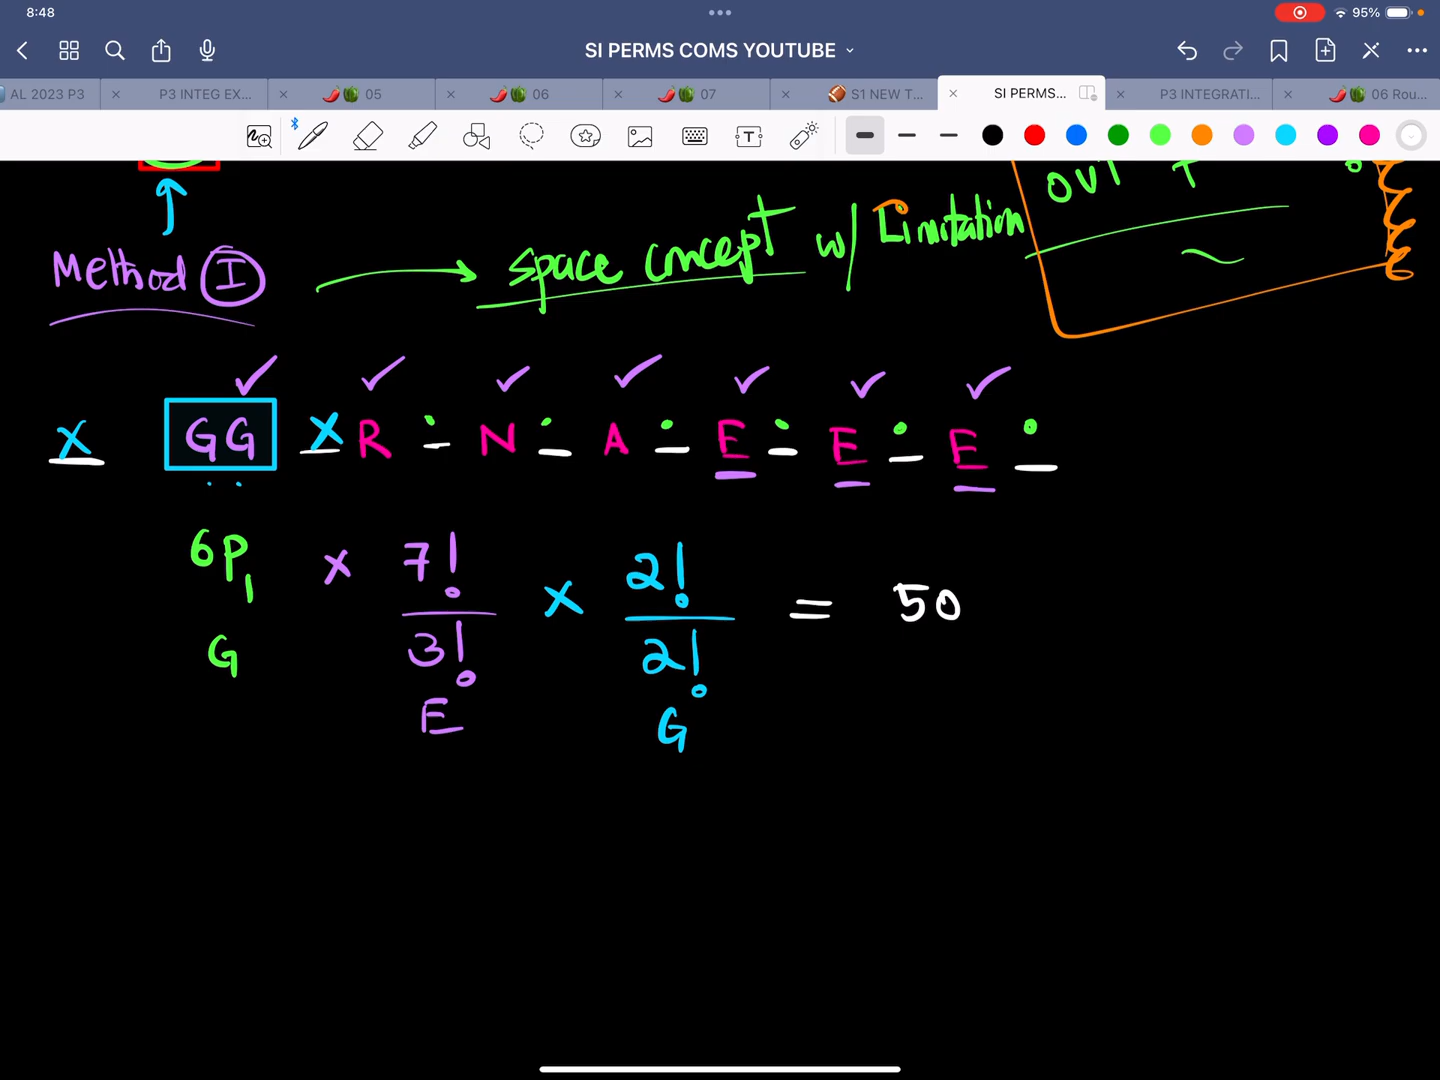 8:48
95%
SI PERMS COMS YOUTUBE
AL 2023 P3
P3 INTEG EX...
05
06
07
S1 NEW T...
SI PERMS...
P3 INTEGRATI...
06 Rou...
T
OUT +
Method I → space concept w/ Limitation
X GG X R N A E E E
6P1 × 7!/3! × 2!/2! = 50
G E G